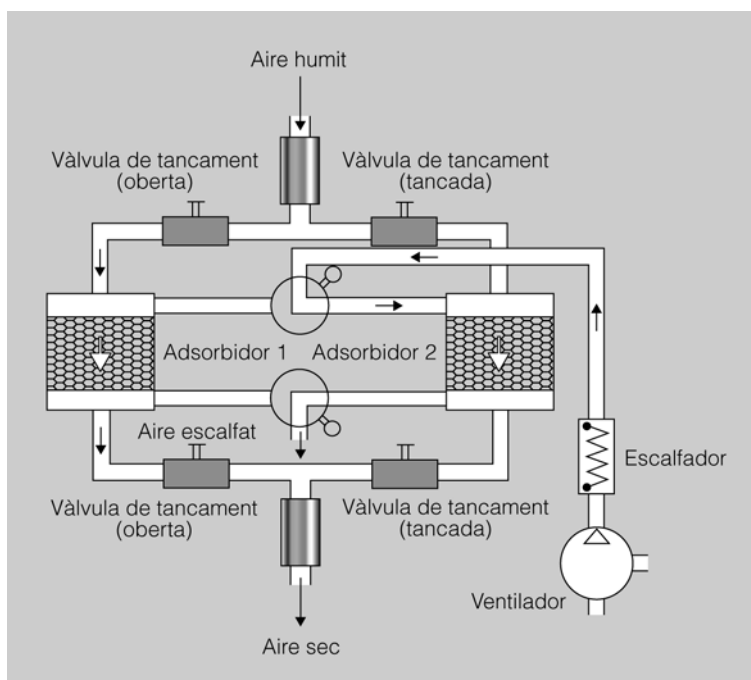 Aire humit
Vàlvula de tancament
(oberta)
Vàlvula de tancament
(tancada)
Adsorbidor 1
Adsorbidor 2
Aire escalfat
Escalfador
Vàlvula de tancament
(oberta)
Vàlvula de tancament
(tancada)
Ventilador
Aire sec